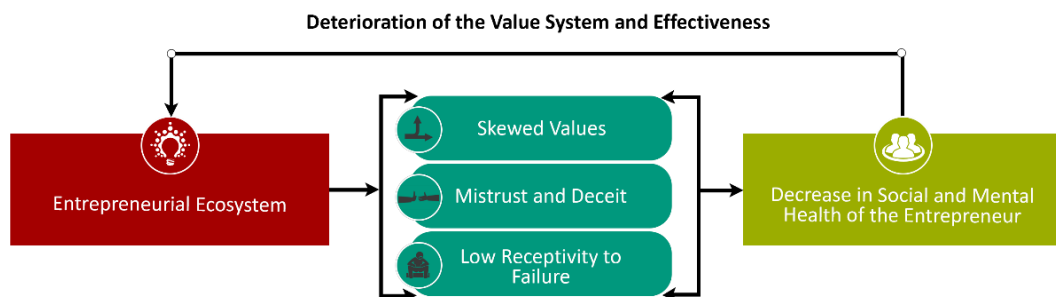 Deterioration of the Value System and Effectiveness
Entrepreneurial Ecosystem
Skewed Values
Mistrust and Deceit
Low Receptivity to
Failure
Decrease in Social and Mental
Health of the Entrepreneur